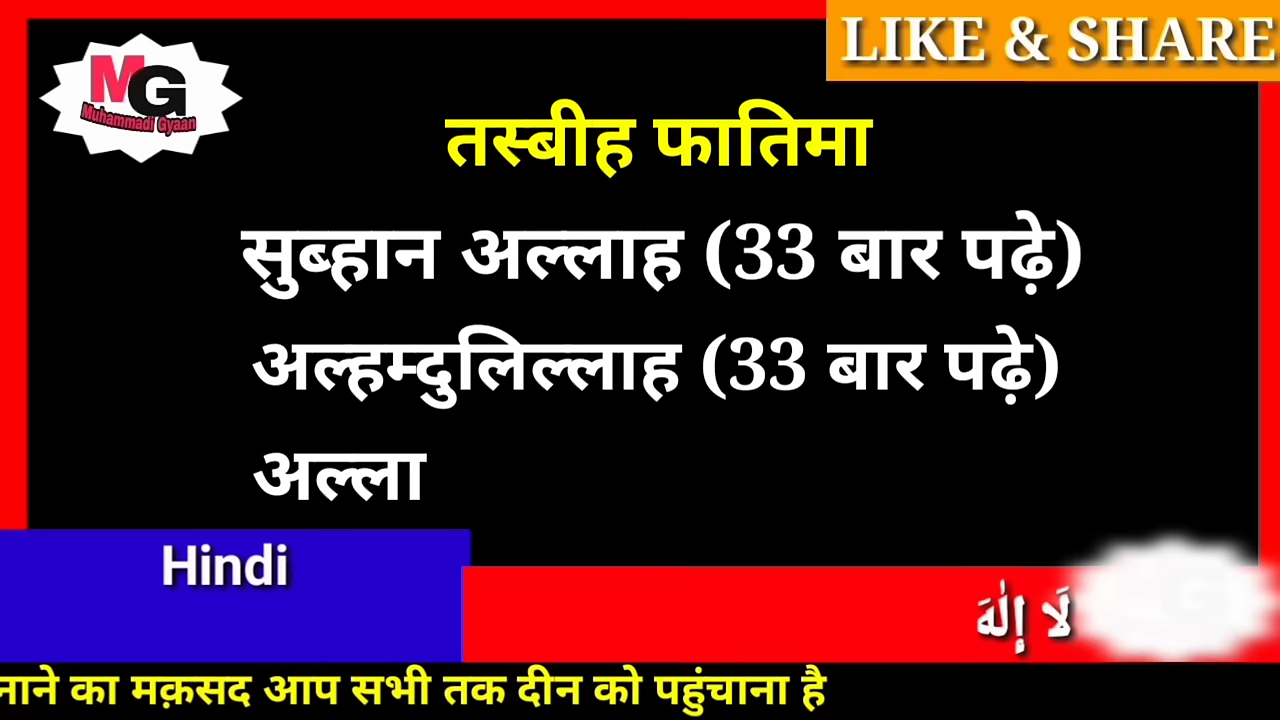 LIKE & SHARE
MG
Muhammadi Gyaan
तस्बीह फातिमा
सुब्हान अल्लाह (33 बार पढ़े)
अल्हम्दुलिल्लाह (33 बार पढ़े)
अल्ला
Hindi
لَا إِلٰهَ
नाने का मक़सद आप सभी तक दीन को पहुंचाना है